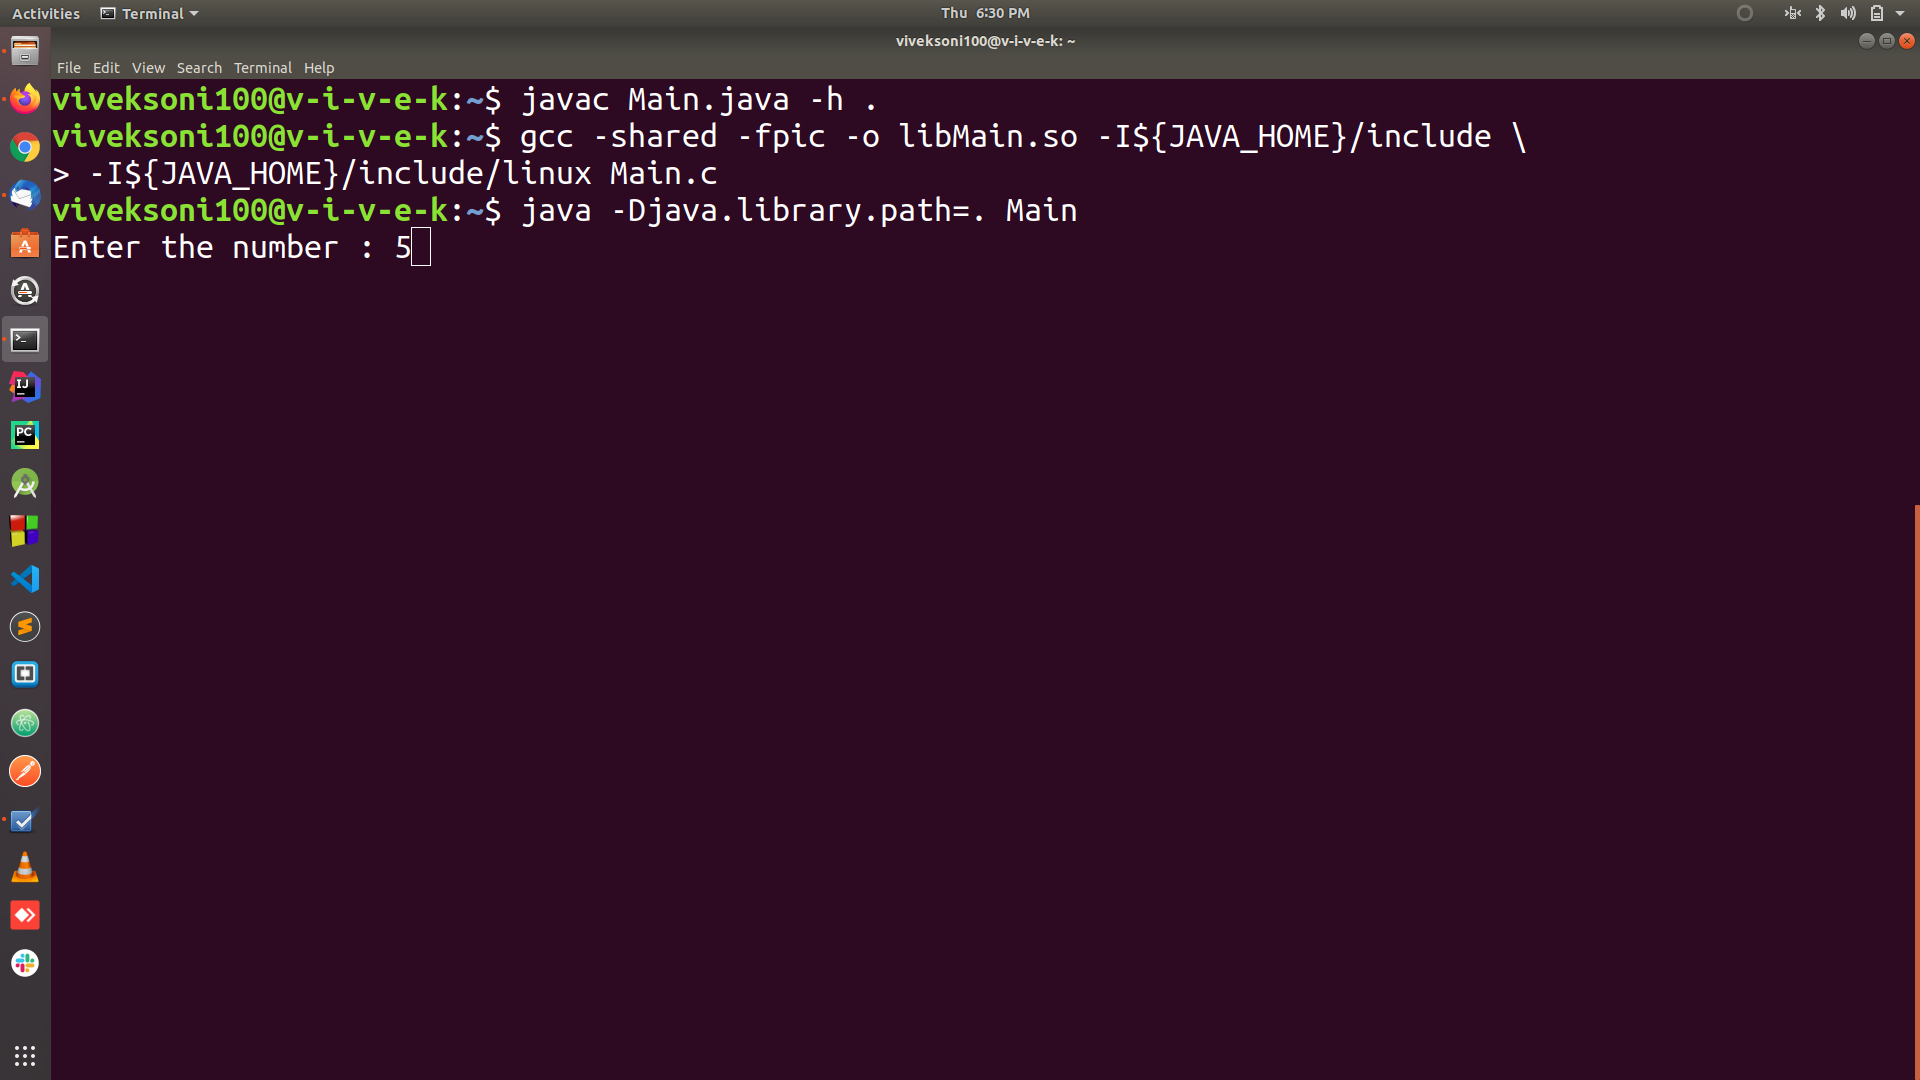 Activities Terminal Thu 6:30 PM
viveksoni100@v-i-v-e-k: ~
File Edit View Search Terminal Help
viveksoni100@v-i-v-e-k:~$ javac Main.java -h .
viveksoni100@v-i-v-e-k:~$ gcc -shared -fpic -o libMain.so -I${JAVA_HOME}/include \
> -I${JAVA_HOME}/include/linux Main.c
viveksoni100@v-i-v-e-k:~$ java -Djava.library.path=. Main
Enter the number : 5
IJ
PC